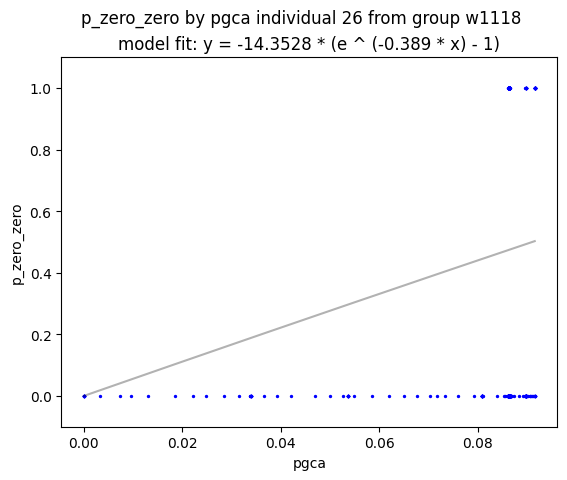 p_zero_zero by pgca individual 26 from group w1118
model fit: y = -14.3528 * (e ^ (-0.389 * x) - 1)
1.0
0.8
0.6
0.4
0.2
0.0
p_zero_zero
0.00 0.02 0.04 0.06 0.08
pgca